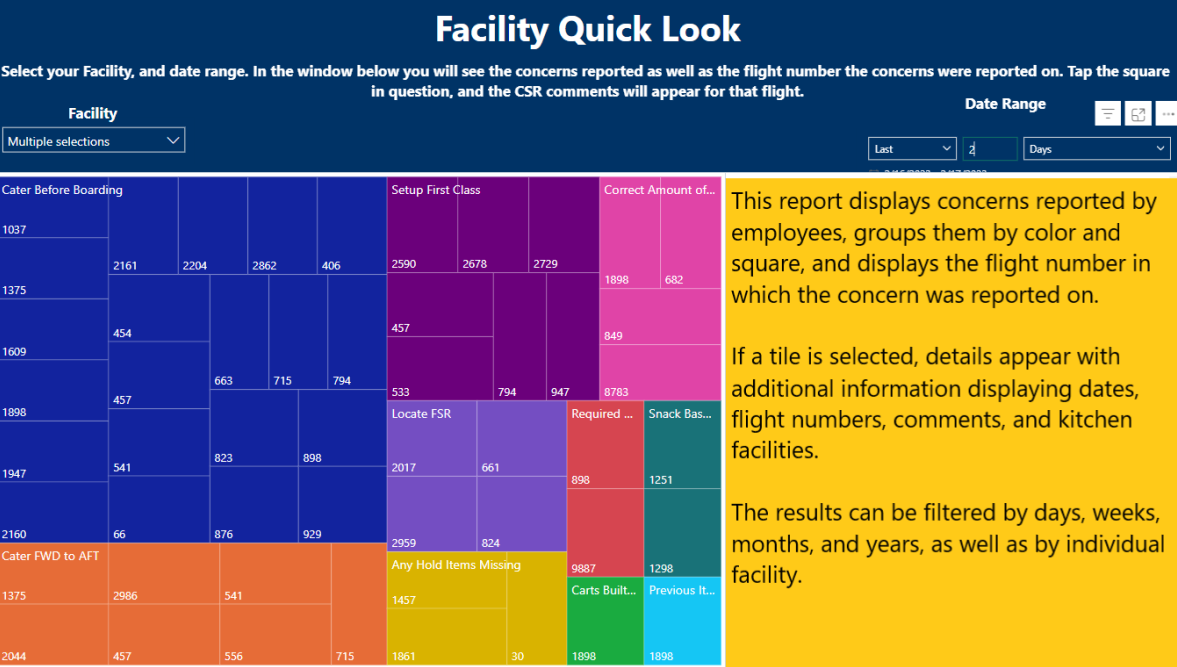 Facility Quick Look
Select your Facility, and date range. In the window below you will see the concerns reported as well as the flight number the concerns were reported on. Tap the square
in question, and the CSR comments will appear for that flight.
Facility
Date Range
Multiple selections
Last
2
Days
Cater Before Boarding
1037
1375
1609
1898
1947
2160
2161
2204
2862
406
454
457
541
66
663
715
794
823
898
876
929
Cater FWD to AFT
1375
2986
541
2044
457
556
715
Setup First Class
2590
2678
2729
457
533
794
947
Correct Amount of...
1898
682
849
8783
Locate FSR
2017
661
2959
824
Required ...
898
9887
Snack Bas...
1251
1298
Any Hold Items Missing
1457
1861
30
Carts Built...
1898
Previous It...
1898
This report displays concerns reported by
employees, groups them by color and
square, and displays the flight number in
which the concern was reported on.
If a tile is selected, details appear with
additional information displaying dates,
flight numbers, comments, and kitchen
facilities.
The results can be filtered by days, weeks,
months, and years, as well as by individual
facility.